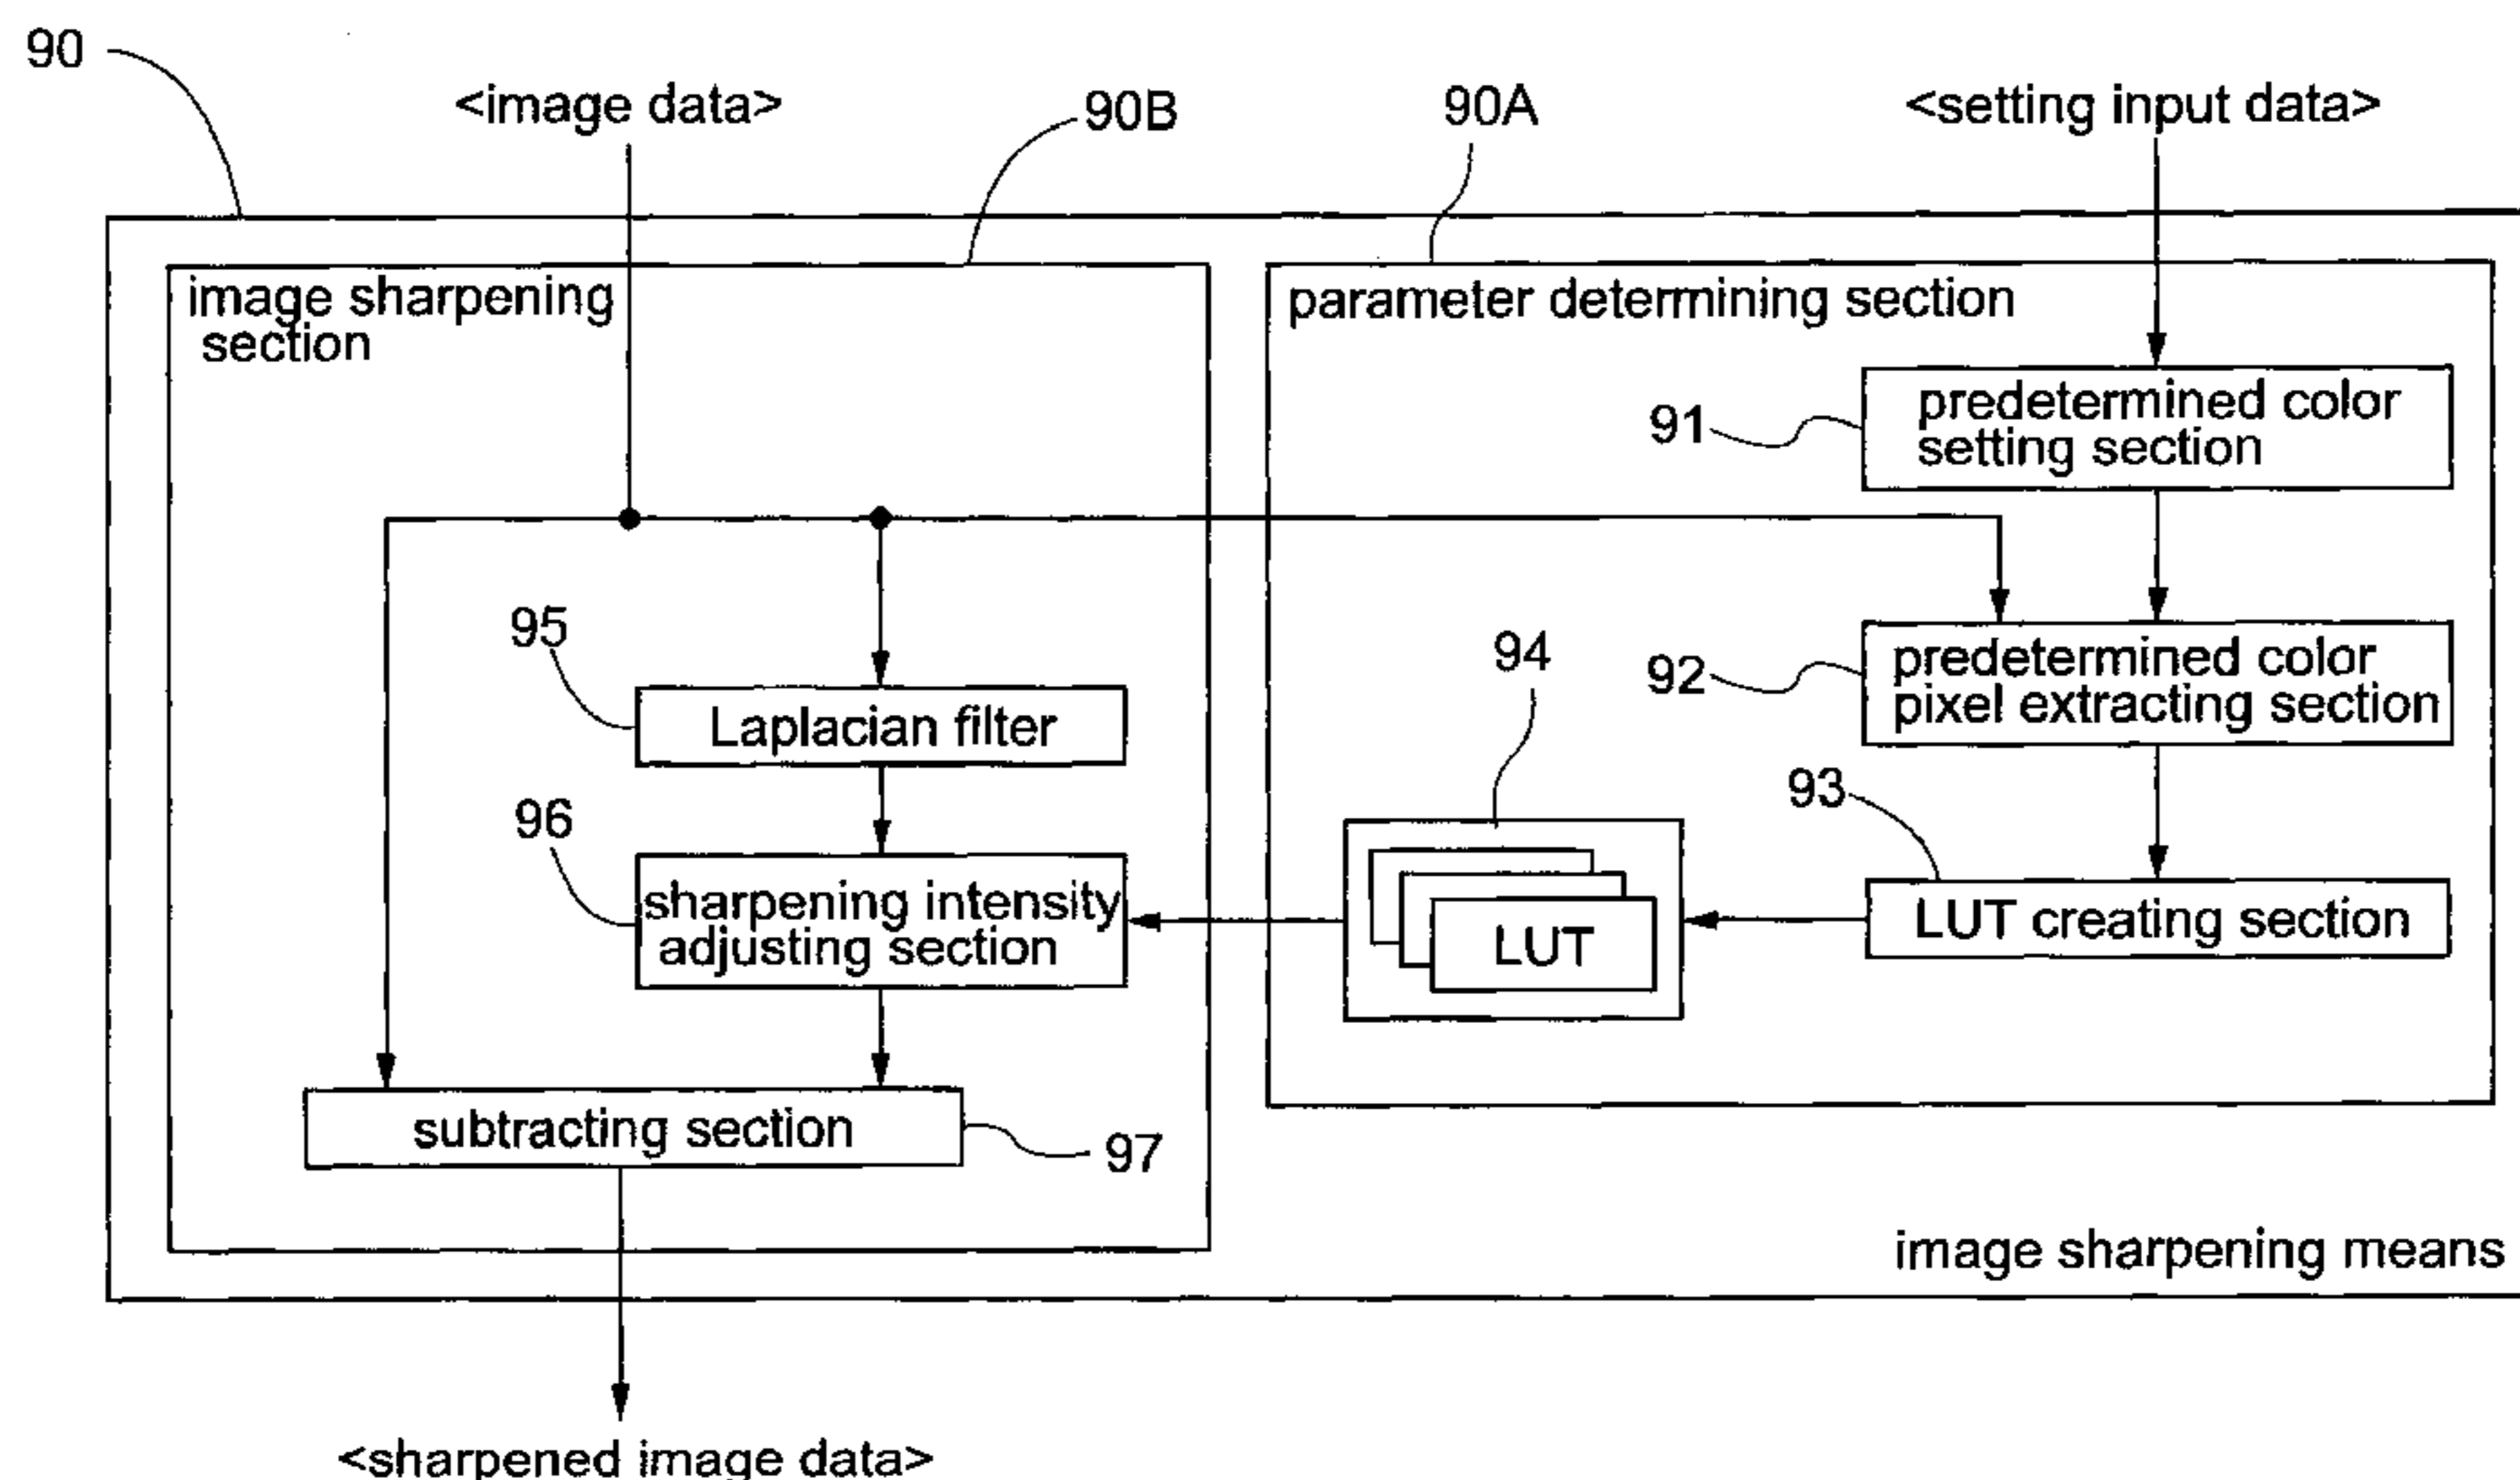 90
<image data>
90B
90A
<setting input data>
image sharpening
section
parameter determining section
predetermined color
setting section
91
95
94
92
predetermined color
pixel extracting section
Laplacian filter
93
96
sharpening intensity
adjusting section
LUT
LUT creating section
subtracting section
97
image sharpening means
<sharpened image data>